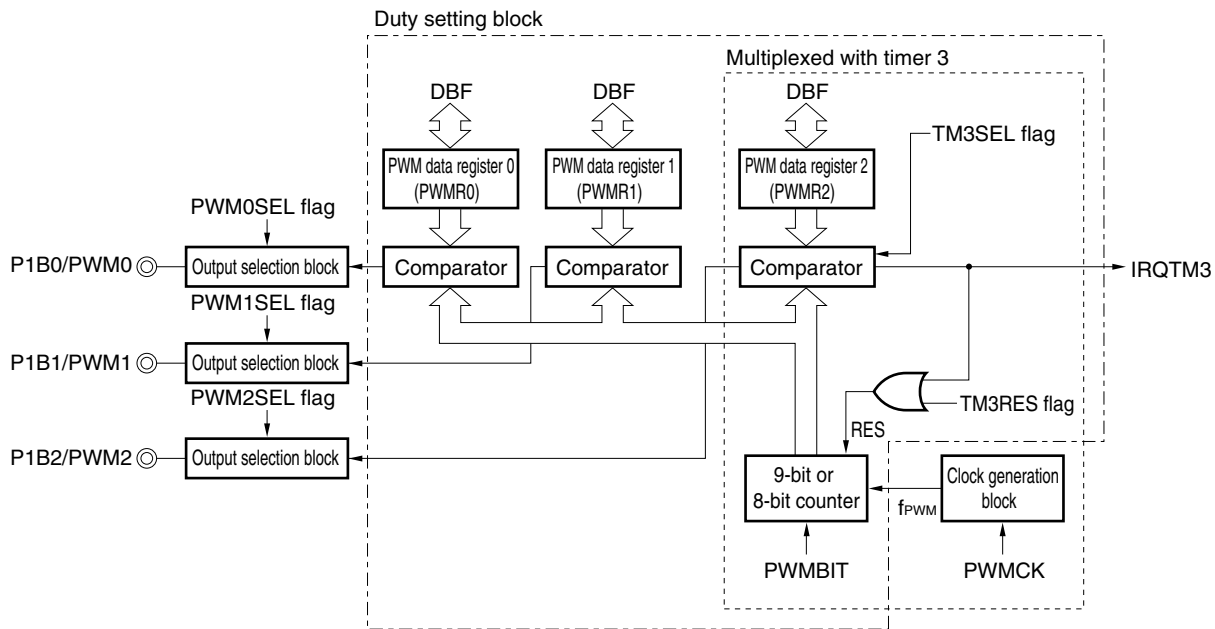 Duty setting block
Multiplexed with timer 3
DBF
DBF
DBF
TM3SEL flag
PWM data register 0
(PWMR0)
PWM data register 1
(PWMR1)
PWM data register 2
(PWMR2)
PWM0SEL flag
P1B0/PWM0
Output selection block
Comparator
Comparator
Comparator
IRQTM3
PWM1SEL flag
P1B1/PWM1
Output selection block
PWM2SEL flag
TM3RES flag
RES
P1B2/PWM2
Output selection block
9-bit or
8-bit counter
fPWM
Clock generation
block
PWMBIT
PWMCK